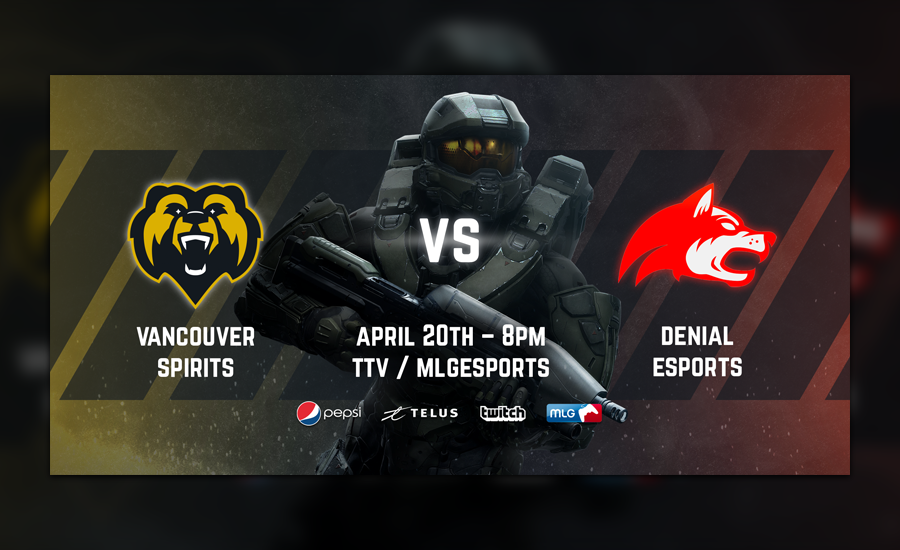 VS
VANCOUVER
SPIRITS
APRIL 20TH – 8PM
TTV / MLGESPORTS
DENIAL
ESPORTS
pepsi TELUS twitch MLG